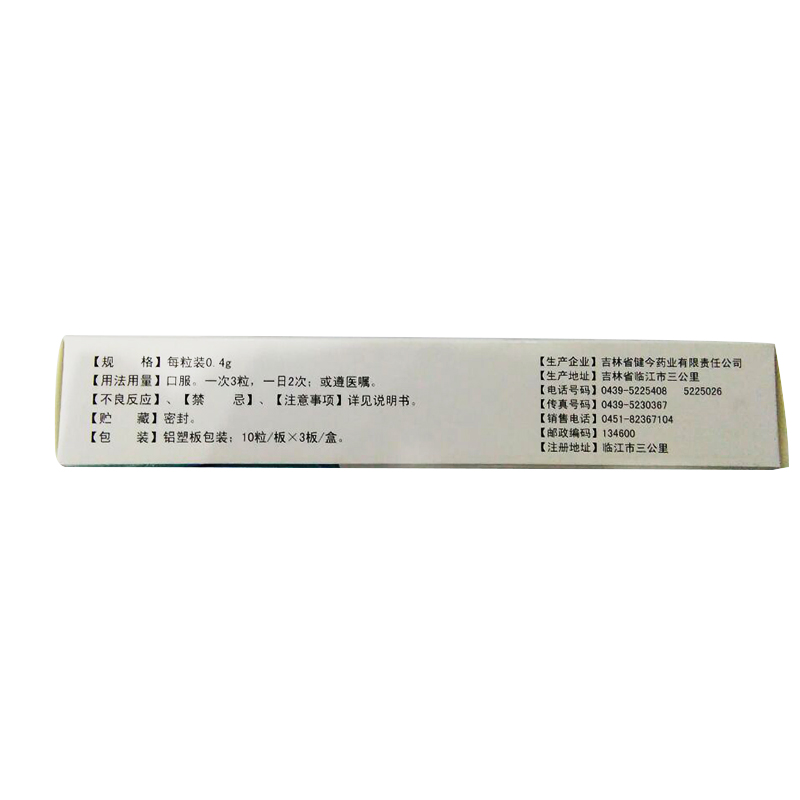 【规　　格】每粒装0.4g
【用法用量】口服。一次3粒，一日2次；或遵医嘱。
【不良反应】、【禁　　忌】、【注意事项】详见说明书。
【贮　　藏】密封。
【包　　装】铝塑板包装；10粒/板×3板/盒。
【生产企业】吉林省健今药业有限责任公司
【生产地址】吉林省临江市三公里
【电话号码】0439-5225408　5225026
【传真号码】0439-5230367
【销售电话】0451-82367104
【邮政编码】134600
【注册地址】临江市三公里